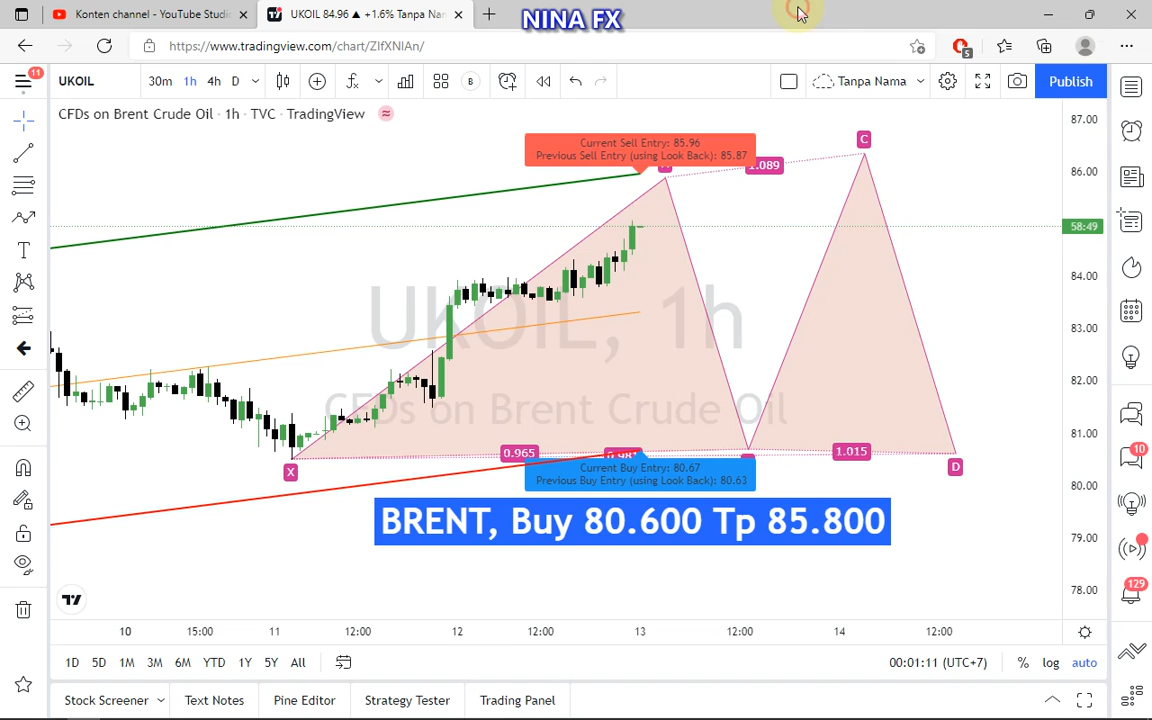 Konten channel - YouTube Studi
UKOIL 84.96 ▲ +1.6% Tanpa Nan
NINA FX
https://www.tradingview.com/chart/ZIfXNIAn/
5
11
UKOIL
30m 1h 4h D
B
Tanpa Nama
Publish
CFDs on Brent Crude Oil · 1h · TVC · TradingView
Current Sell Entry: 85.96
Previous Sell Entry (using Look Back): 85.87
1.089
C
UKOIL, 1h
CFDs on Brent Crude Oil
X
0.965
1.015
D
Current Buy Entry: 80.67
Previous Buy Entry (using Look Back): 80.63
BRENT, Buy 80.600 Tp 85.800
87.00
86.00
58:49
84.00
83.00
82.00
81.00
80.00
79.00
78.00
10
129
10 15:00 11 12:00 12 12:00 13 12:00 14 12:00
1D 5D 1M 3M 6M YTD 1Y 5Y All
00:01:11 (UTC+7)
% log auto
Stock Screener Text Notes Pine Editor Strategy Tester Trading Panel